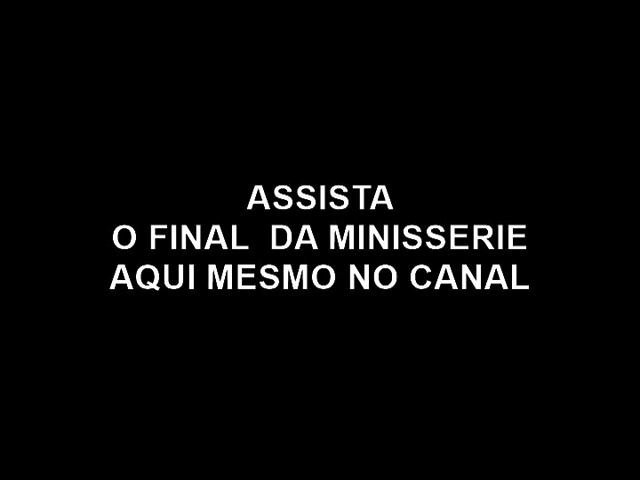 ASSISTA
O FINAL  DA MINISSERIE
AQUI MESMO NO CANAL